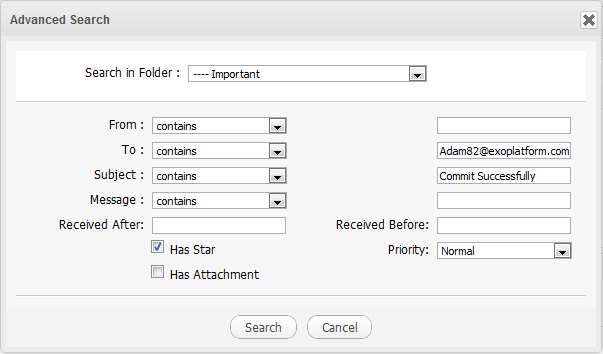 Advanced Search
Search in Folder : ---- Important
From : contains
To : contains Adam82@exoplatform.com
Subject : contains Commit Successfully
Message : contains
Received After: Received Before:
Has Star Priority: Normal
Has Attachment
Search Cancel